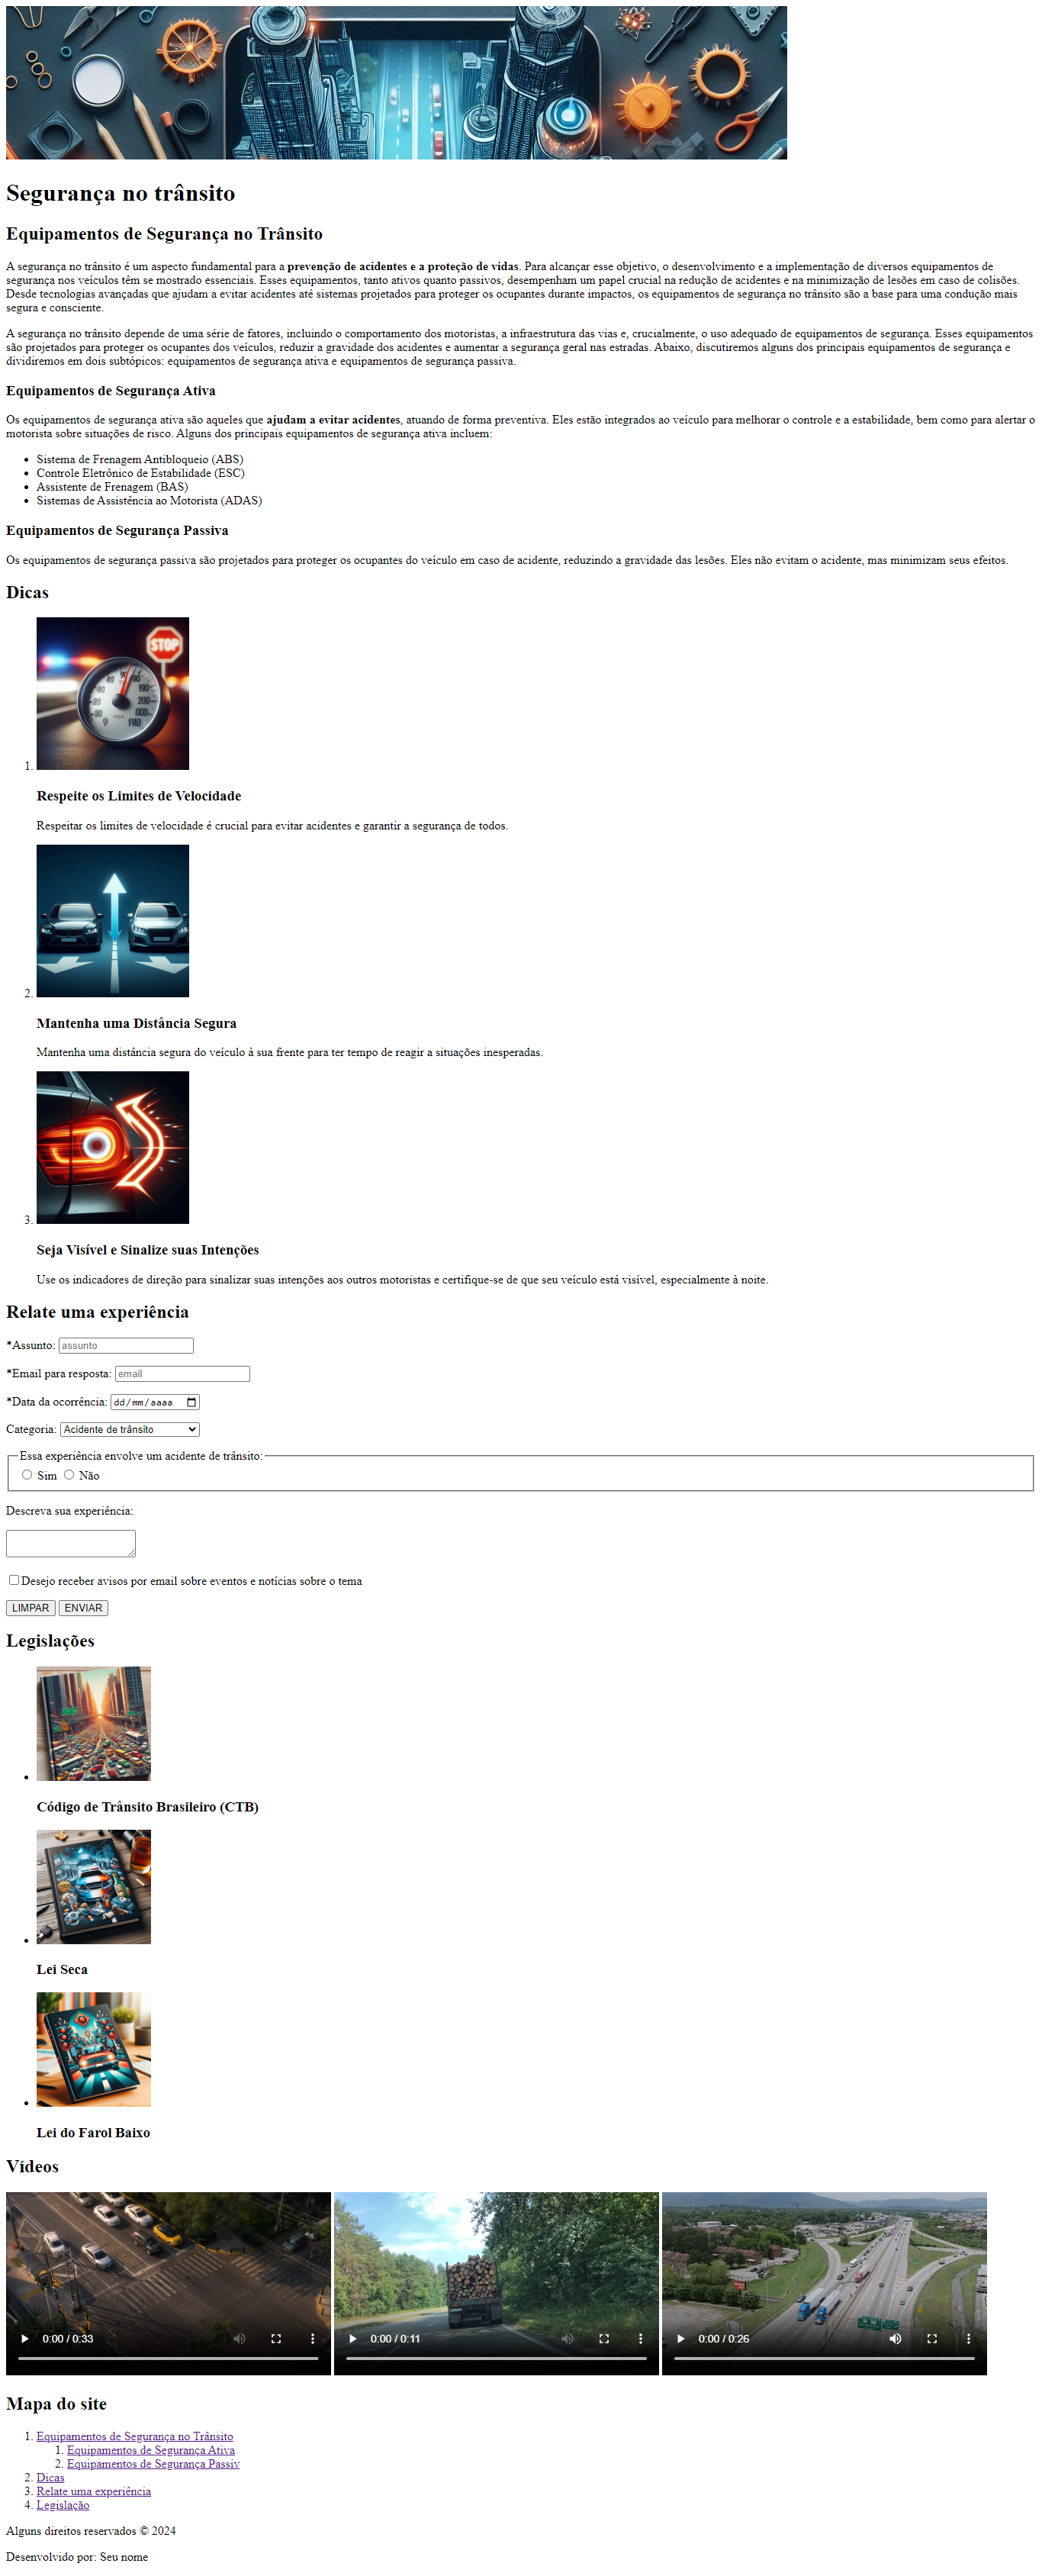 Segurança no trânsito
Equipamentos de Segurança no Trânsito
A segurança no trânsito é um aspecto fundamental para a prevenção de acidentes e a proteção de vidas. Para alcançar esse objetivo, o desenvolvimento e a implementação de diversos equipamentos de
segurança nos veículos têm se mostrado essenciais. Esses equipamentos, tanto ativos quanto passivos, desempenham um papel crucial na redução de acidentes e na minimização de lesões em caso de colisões.
Desde tecnologias avançadas que ajudam a evitar acidentes até sistemas projetados para proteger os ocupantes durante impactos, os equipamentos de segurança no trânsito são a base para uma condução mais
segura e consciente.
A segurança no trânsito depende de uma série de fatores, incluindo o comportamento dos motoristas, a infraestrutura das vias e, crucialmente, o uso adequado de equipamentos de segurança. Esses equipamentos
são projetados para proteger os ocupantes dos veículos, reduzir a gravidade dos acidentes e aumentar a segurança geral nas estradas. Abaixo, discutiremos alguns dos principais equipamentos de segurança e
dividiremos em dois subtópicos: equipamentos de segurança ativa e equipamentos de segurança passiva.
Equipamentos de Segurança Ativa
Os equipamentos de segurança ativa são aqueles que ajudam a evitar acidentes, atuando de forma preventiva. Eles estão integrados ao veículo para melhorar o controle e a estabilidade, bem como para alertar o
motorista sobre situações de risco. Alguns dos principais equipamentos de segurança ativa incluem:
• Sistema de Frenagem Antibloqueio (ABS)
• Controle Eletrônico de Estabilidade (ESC)
• Assistente de Frenagem (BAS)
• Sistemas de Assistência ao Motorista (ADAS)
Equipamentos de Segurança Passiva
Os equipamentos de segurança passiva são projetados para proteger os ocupantes do veículo em caso de acidente, reduzindo a gravidade das lesões. Eles não evitam o acidente, mas minimizam seus efeitos.
Dicas
STOP
1.
Respeite os Limites de Velocidade
Respeitar os limites de velocidade é crucial para evitar acidentes e garantir a segurança de todos.
2.
Mantenha uma Distância Segura
Mantenha uma distância segura do veículo à sua frente para ter tempo de reagir a situações inesperadas.
3.
Seja Visível e Sinalize suas Intenções
Use os indicadores de direção para sinalizar suas intenções aos outros motoristas e certifique-se de que seu veículo está visível, especialmente à noite.
Relate uma experiência
*Assunto: assunto
*Email para resposta: email
*Data da ocorrência: dd/mm/aaaa
Categoria: Acidente de trânsito
Essa experiência envolve um acidente de trânsito:
Sim Não
Descreva sua experiência:
Desejo receber avisos por email sobre eventos e notícias sobre o tema
LIMPAR ENVIAR
Legislações
Código de Trânsito Brasileiro (CTB)
Lei Seca
Lei do Farol Baixo
Vídeos
0:00 / 0:33 0:00 / 0:11 0:00 / 0:26
Mapa do site
1. Equipamentos de Segurança no Trânsito
1. Equipamentos de Segurança Ativa
2. Equipamentos de Segurança Passiv
2. Dicas
3. Relate uma experiência
4. Legislação
Alguns direitos reservados © 2024
Desenvolvido por: Seu nome